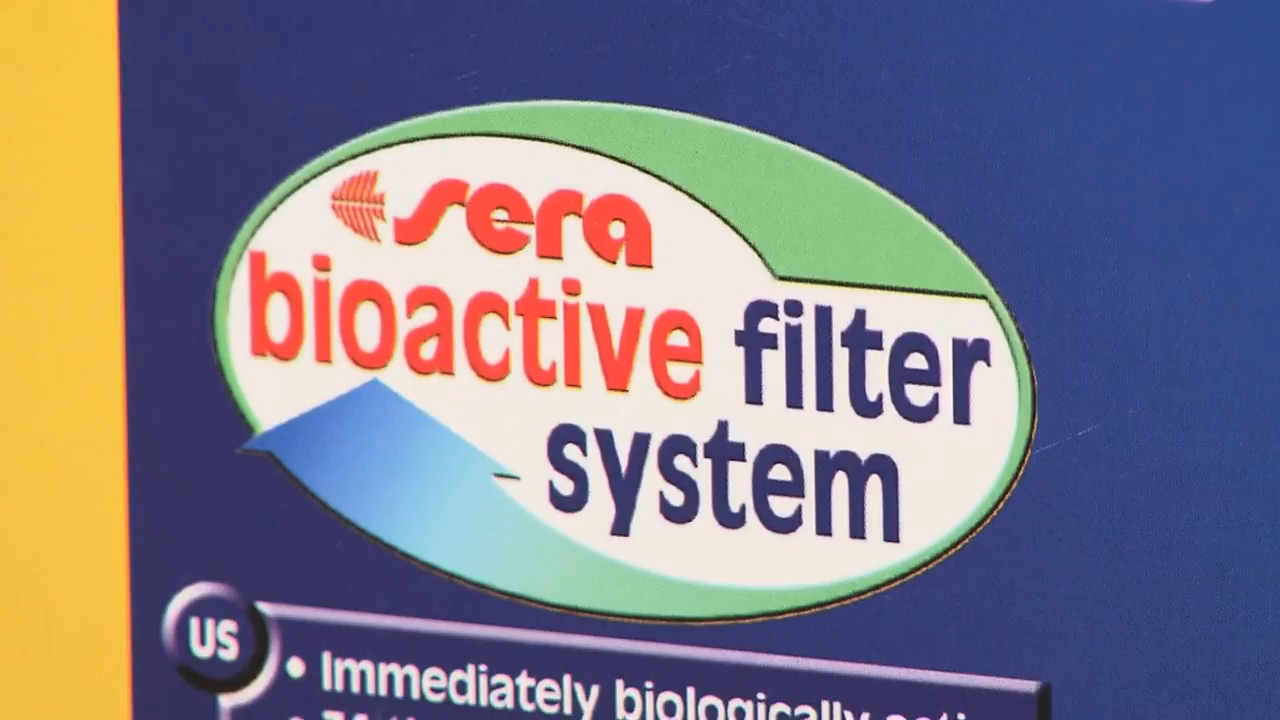 sera
bioactive filter
system
US
• Immediately biologically